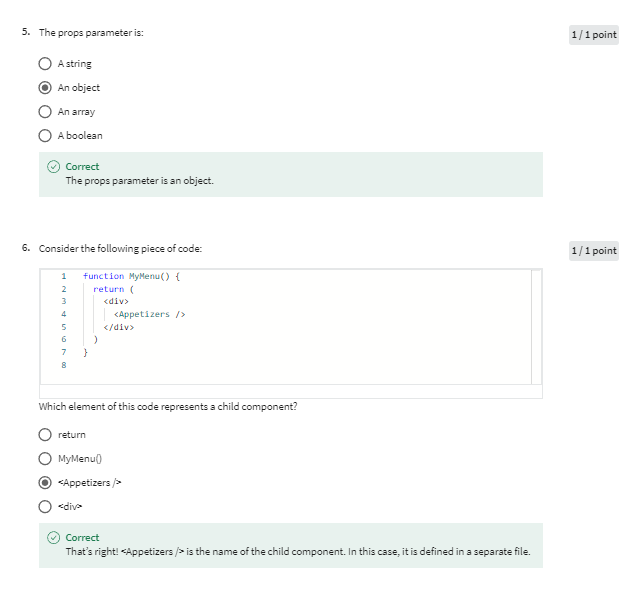 5. The props parameter is:
1 / 1 point
A string
An object
An array
A boolean
Correct
The props parameter is an object.
6. Consider the following piece of code:
1 / 1 point
1 function MyMenu() {
2 return (
3 <div>
4 <Appetizers />
5 </div>
6 )
7 }
8
Which element of this code represents a child component?
return
MyMenu()
<Appetizers />
<div>
Correct
That's right! <Appetizers /> is the name of the child component. In this case, it is defined in a separate file.